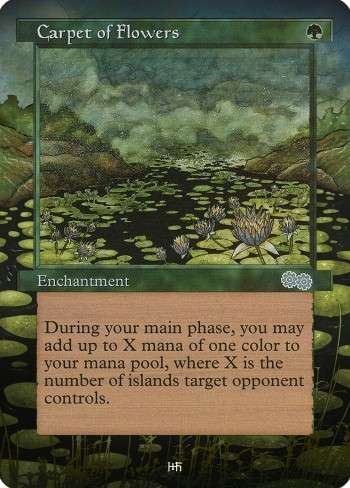 Carpet of Flowers
Enchantment
During your main phase, you may
add up to X mana of one color to
your mana pool, where X is the
number of islands target opponent
controls.